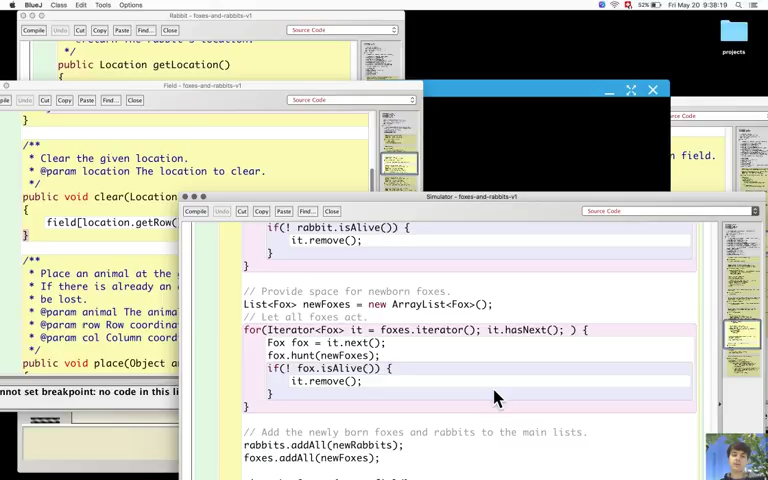 BlueJ Class Edit Tools Options
52% Fri May 20 9:38:19
Rabbit - foxes-and-rabbits-v1
Compile Undo Cut Copy Paste Find... Close Source Code
*/
public Location getLocation()
{
projects
Field - foxes-and-rabbits-v1
Undo Cut Copy Paste Find... Close Source Code
}
/**
* Clear the given location.
* @param location The location to clear.
*/
public void clear(Location
{
field[location.getRow()
}
/**
* Place an animal at the
* If there is already an
* be lost.
* @param animal The anima
* @param row Row coordina
* @param col Column coord
*/
public void place(Object
annot set breakpoint: no code in this li
n field.
Simulator - foxes-and-rabbits-v1
Compile Undo Cut Copy Paste Find... Close Source Code
if(! rabbit.isAlive()) {
it.remove();
}
}
// Provide space for newborn foxes.
List<Fox> newFoxes = new ArrayList<Fox>();
// Let all foxes act.
for(Iterator<Fox> it = foxes.iterator(); it.hasNext(); ) {
Fox fox = it.next();
fox.hunt(newFoxes);
if(! fox.isAlive()) {
it.remove();
}
}
// Add the newly born foxes and rabbits to the main lists.
rabbits.addAll(newRabbits);
foxes.addAll(newFoxes);